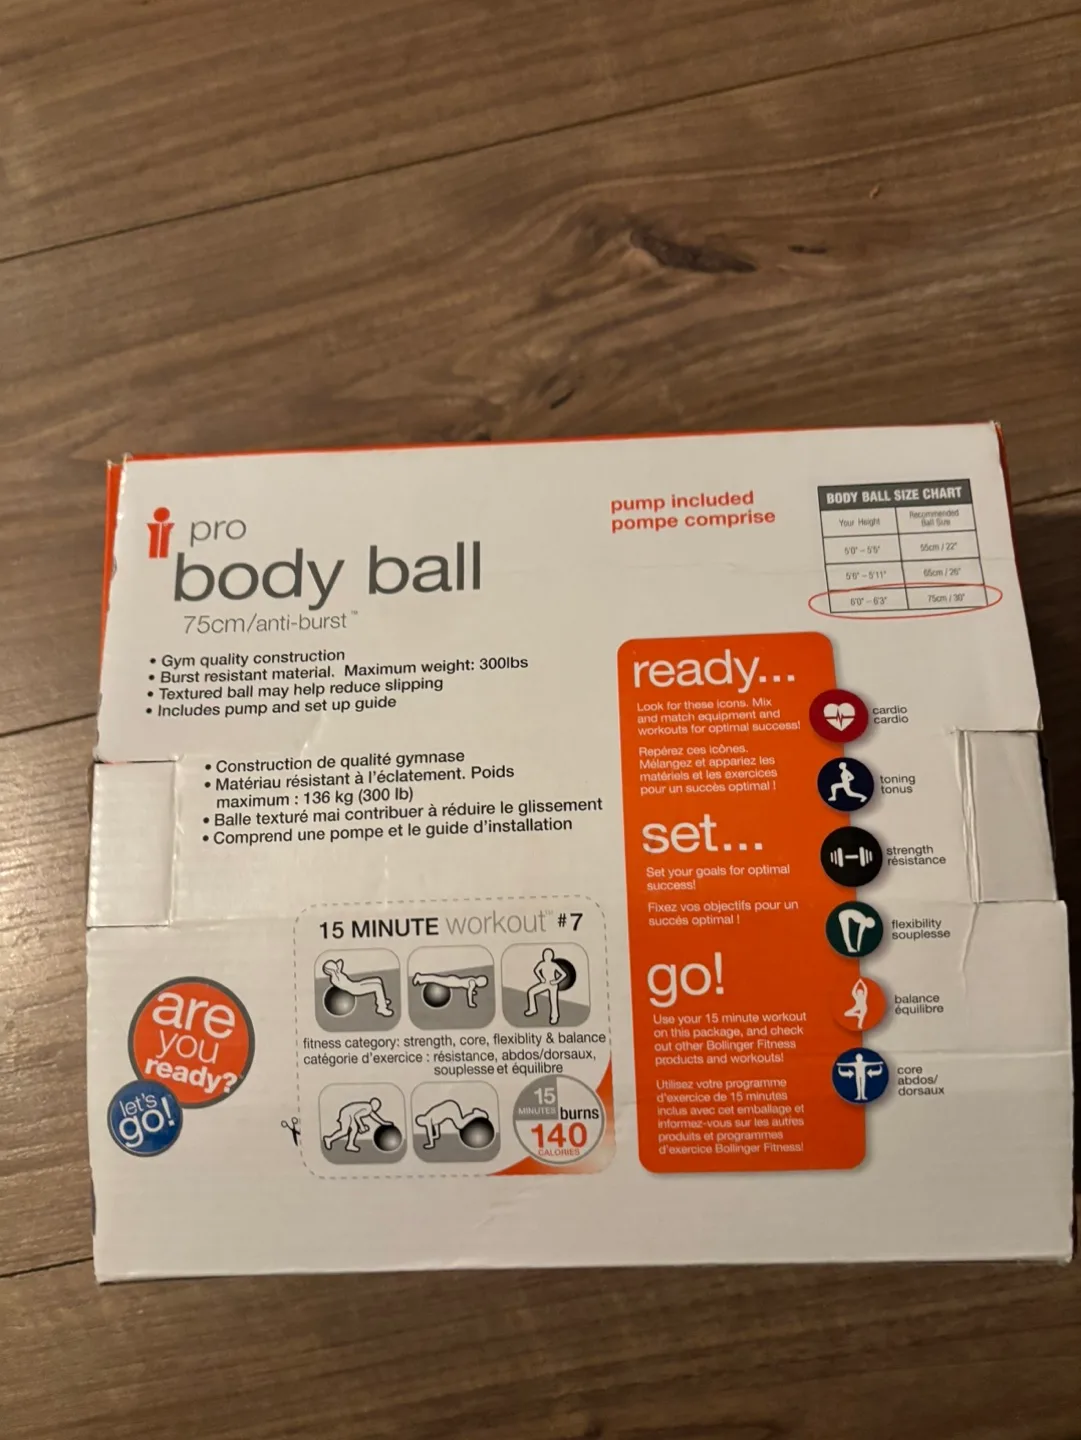 pro
body ball
75cm/anti-burst™
• Gym quality construction
• Burst resistant material. Maximum weight: 300lbs
• Textured ball may help reduce slipping
• Includes pump and set up guide
• Construction de qualité gymnase
• Matériau résistant à l'éclatement. Poids
maximum : 136 kg (300 lb)
• Balle texturé mai contribuer à réduire le glissement
• Comprend une pompe et le guide d'installation
pump included
pompe comprise
BODY BALL SIZE CHART
Your Height
Recommended
Ball Size
5'0" – 5'5" 55cm / 22"
5'6" – 5'11" 65cm / 26"
6'0" – 6'3" 75cm / 30"
ready...
Look for these icons. Mix
and match equipment and
workouts for optimal success!
Repérez ces icônes.
Mélangez et appariez les
matériels et les exercices
pour un succès optimal !
set...
Set your goals for optimal
success!
Fixez vos objectifs pour un
succès optimal !
go!
Use your 15 minute workout
on this package, and check
out other Bollinger Fitness
products and workouts!
Utilisez votre programme
d'exercice de 15 minutes
inclus avec cet emballage et
informez-vous sur les autres
produits et programmes
d'exercice Bollinger Fitness!
cardio
cardio
toning
tonus
strength
résistance
flexibility
souplesse
balance
équilibre
core
abdos/
dorsaux
15 MINUTE workout™ #7
fitness category: strength, core, flexiblity & balance
catégorie d'exercice : résistance, abdos/dorsaux,
souplesse et équilibre
15
MINUTES burns
140
CALORIES
are
you
ready?
let's
go!